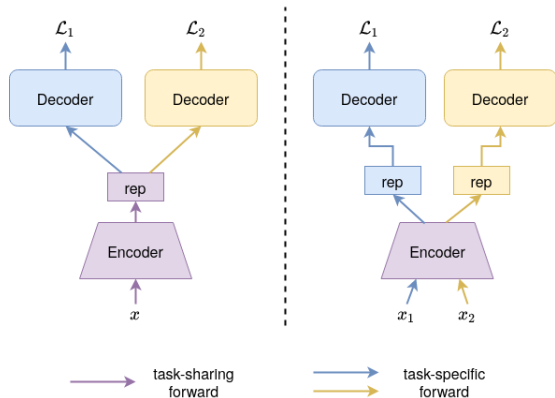 ℒ₁ ℒ₂ ℒ₁ ℒ₂
Decoder Decoder Decoder Decoder
rep rep rep
Encoder Encoder
x x₁ x₂
task-sharing forward
task-specific forward